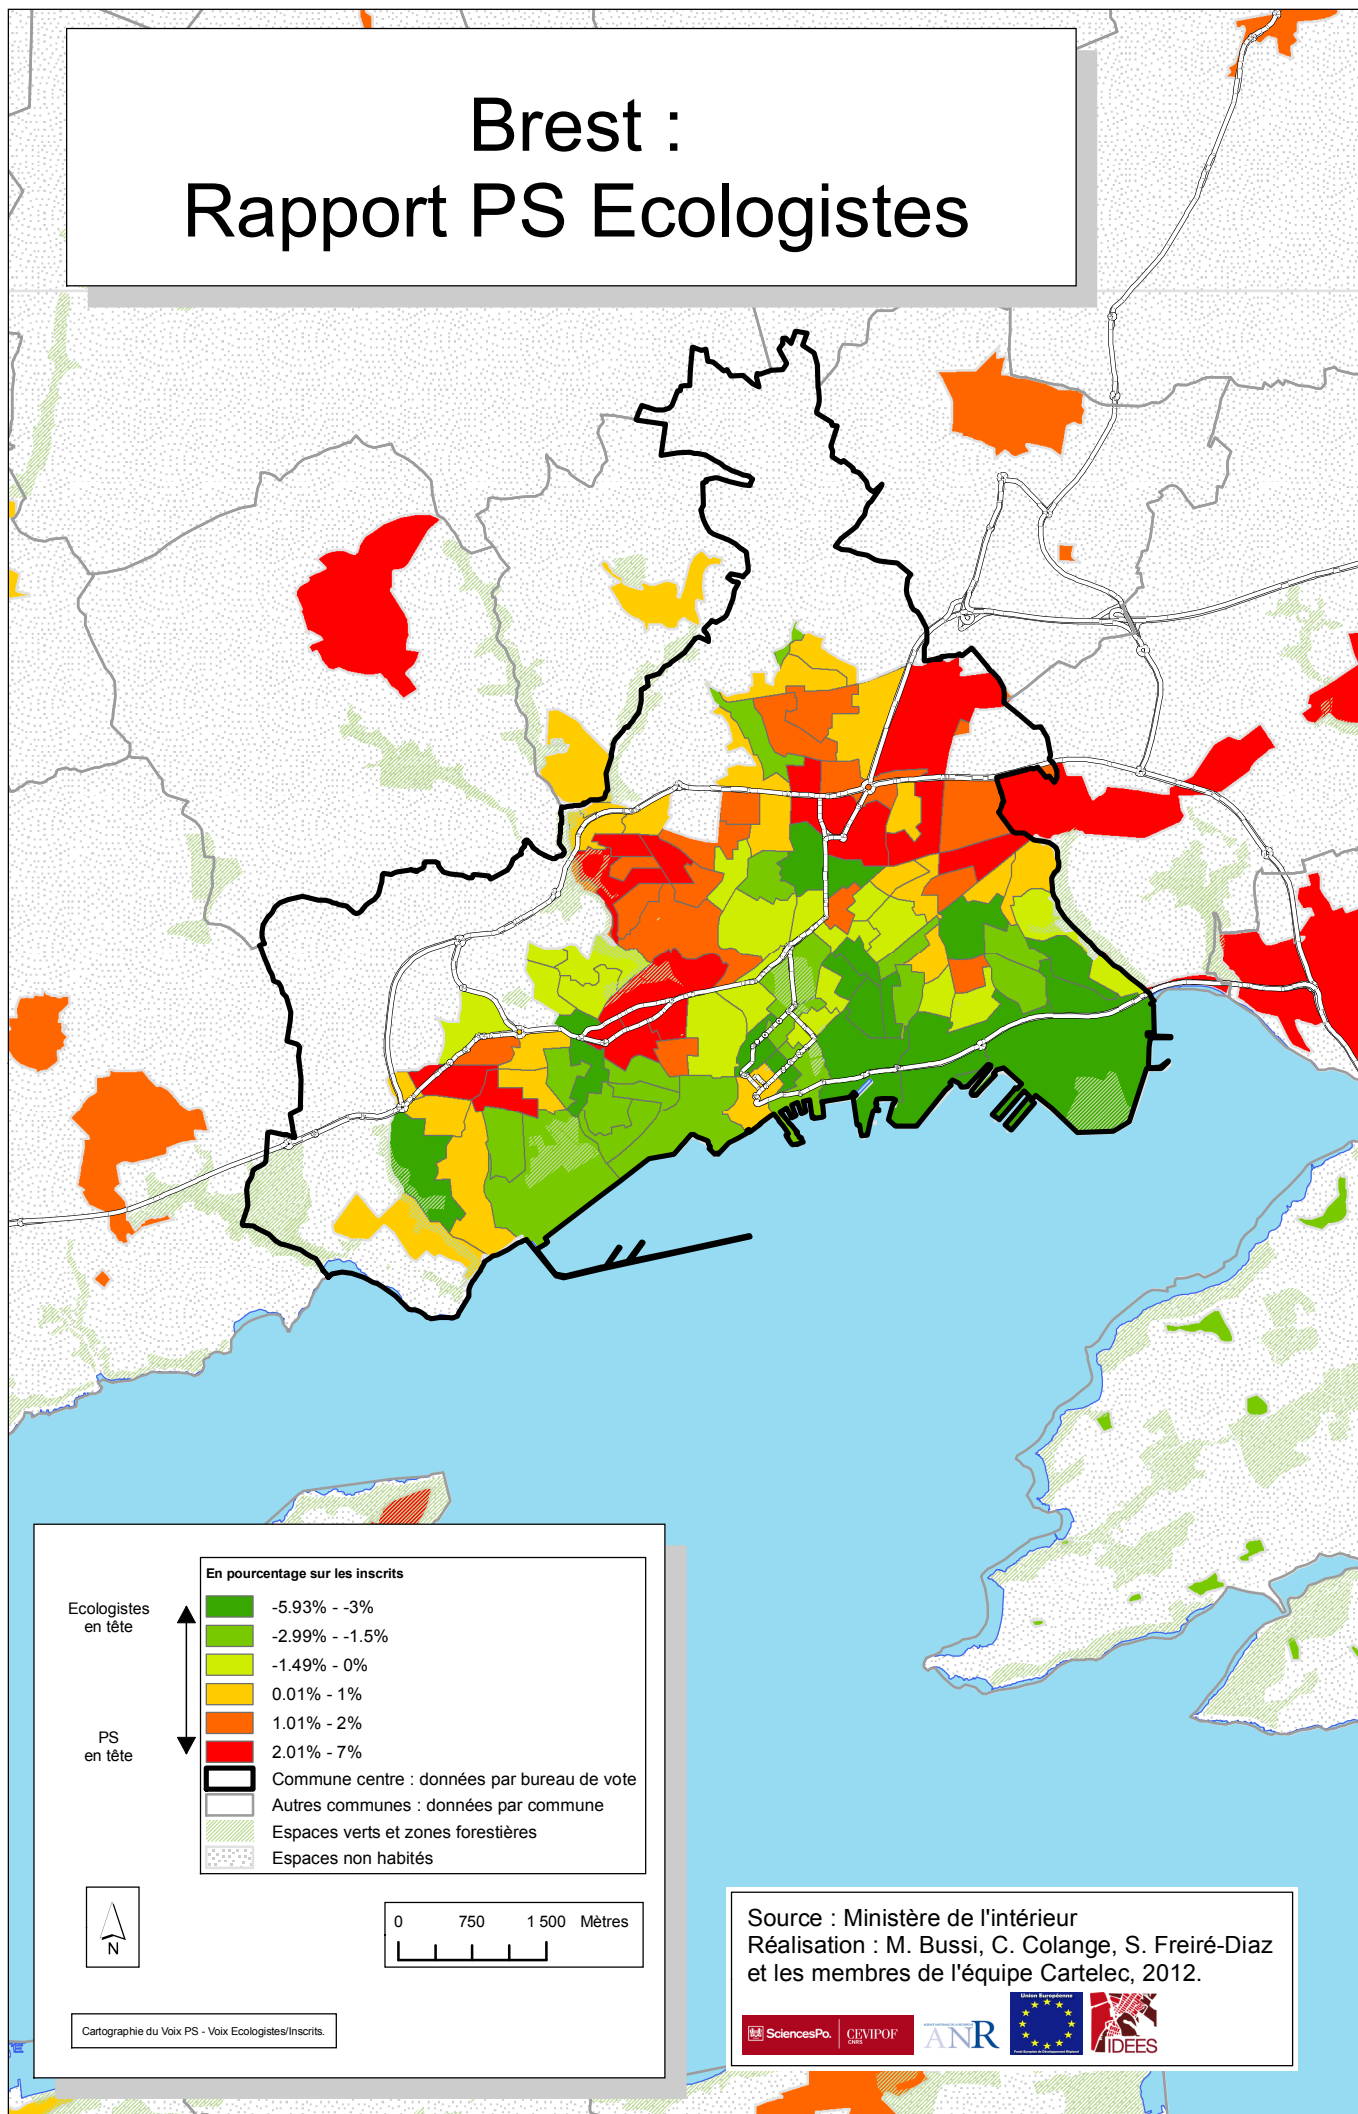 Brest :
Rapport PS Ecologistes
En pourcentage sur les inscrits
Ecologistes
en tête
PS
en tête
-5.93% - -3%
-2.99% - -1.5%
-1.49% - 0%
0.01% - 1%
1.01% - 2%
2.01% - 7%
Commune centre : données par bureau de vote
Autres communes : données par commune
Espaces verts et zones forestières
Espaces non habités
N
0 750 1 500 Mètres
Cartographie du Voix PS - Voix Ecologistes/Inscrits.
Source : Ministère de l'intérieur
Réalisation : M. Bussi, C. Colange, S. Freiré-Diaz
et les membres de l'équipe Cartelec, 2012.
SciencesPo.
CEVIPOF
CNRS
ANR
Union Européenne
IDEES